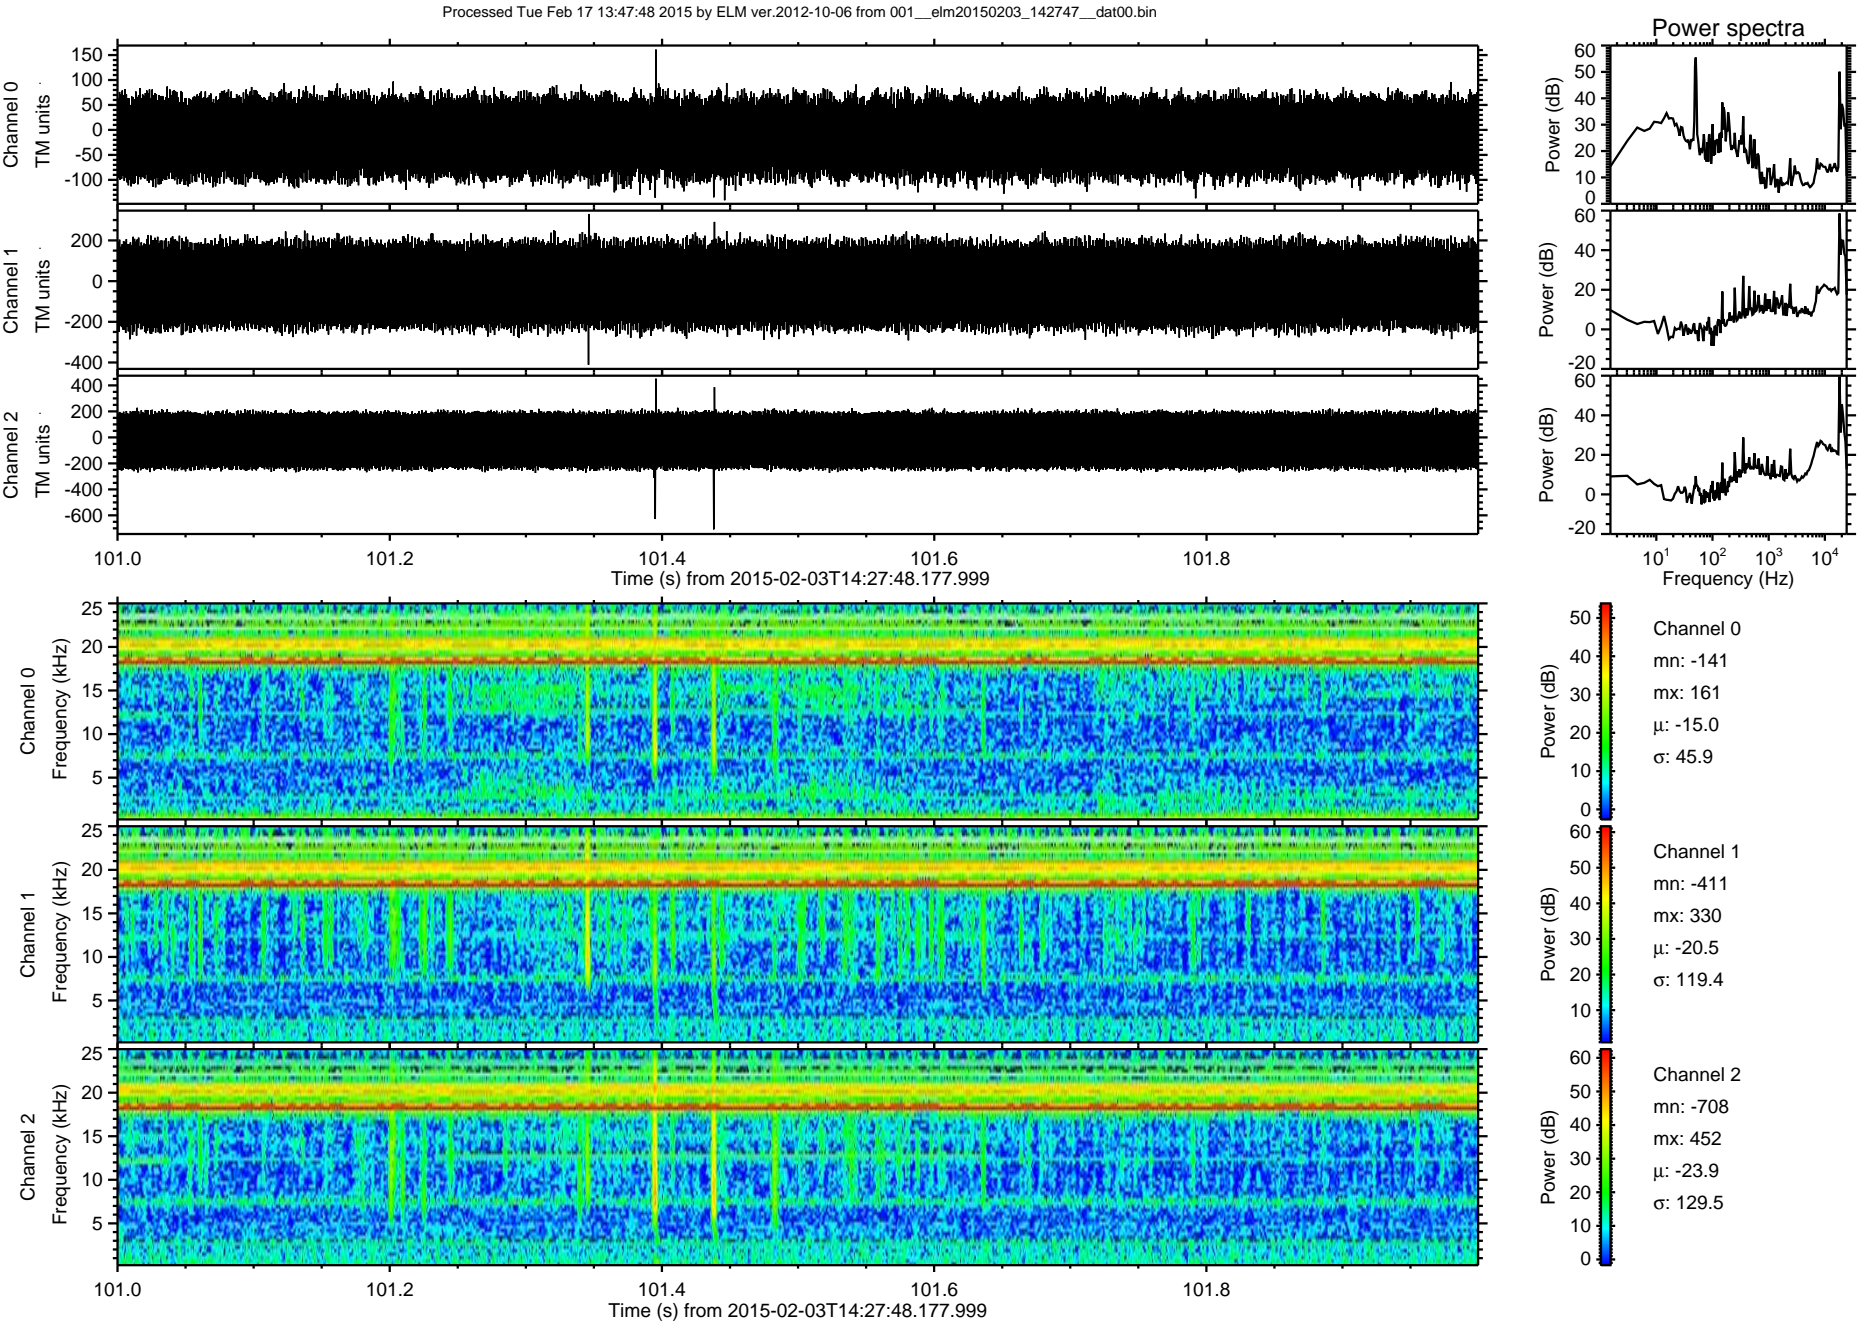 Processed Tue Feb 17 13:47:48 2015 by ELM ver.2012-10-06 from 001__elm20150203_142747__dat00.bin
Power spectra
Channel 0
TM units
150
100
50
0
-50
-100
Power (dB)
60
50
40
30
20
10
0
Channel 1
TM units
200
0
-200
-400
Power (dB)
60
40
20
0
-20
Channel 2
TM units
400
200
0
-200
-400
-600
Power (dB)
60
40
20
0
-20
101.0 101.2 101.4 101.6 101.8
Time (s) from 2015-02-03T14:27:48.177.999
10¹ 10² 10³ 10⁴
Frequency (Hz)
Channel 0
Frequency (kHz)
25
20
15
10
5
Power (dB)
50
40
30
20
10
0
Channel 0
mn: -141
mx: 161
μ: -15.0
σ: 45.9
Channel 1
Frequency (kHz)
25
20
15
10
5
Power (dB)
60
50
40
30
20
10
Channel 1
mn: -411
mx: 330
μ: -20.5
σ: 119.4
Channel 2
Frequency (kHz)
25
20
15
10
5
Power (dB)
60
50
40
30
20
10
0
Channel 2
mn: -708
mx: 452
μ: -23.9
σ: 129.5
101.0 101.2 101.4 101.6 101.8
Time (s) from 2015-02-03T14:27:48.177.999